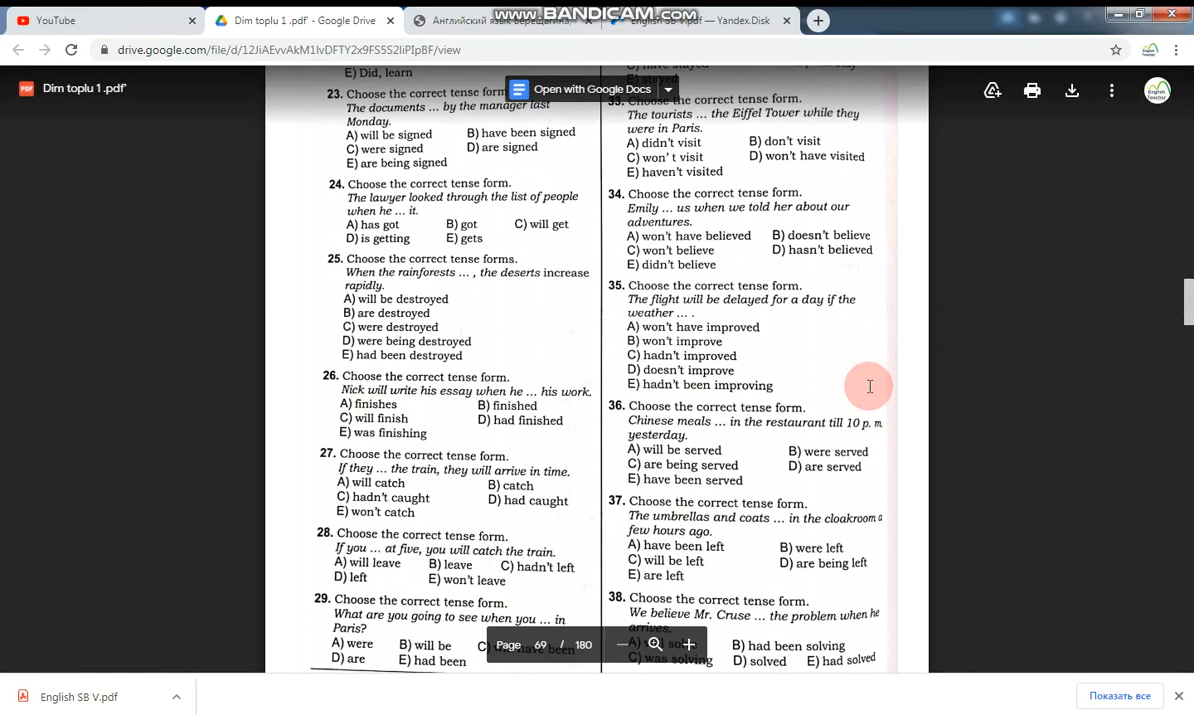 www.BANDICAM.com
YouTube
Dim toplu 1 .pdf - Google Drive
Английский язык Верещагина
— Yandex.Disk
drive.google.com/file/d/12JiAEvvAkM1lvDFTY2x9FS5S2liPIpBF/view
Dim toplu 1 .pdf'
Open with Google Docs
English Teacher
E) Did, learn
23. Choose the correct tense form.
The documents ... by the manager last
Monday.
A) will be signed B) have been signed
C) were signed D) are signed
E) are being signed
24. Choose the correct tense form.
The lawyer looked through the list of people
when he ... it.
A) has got B) got C) will get
D) is getting E) gets
25. Choose the correct tense forms.
When the rainforests ... , the deserts increase
rapidly.
A) will be destroyed
B) are destroyed
C) were destroyed
D) were being destroyed
E) had been destroyed
26. Choose the correct tense form.
Nick will write his essay when he ... his work.
A) finishes B) finished
C) will finish D) had finished
E) was finishing
27. Choose the correct tense form.
If they ... the train, they will arrive in time.
A) will catch B) catch
C) hadn't caught D) had caught
E) won't catch
28. Choose the correct tense form.
If you ... at five, you will catch the train.
A) will leave B) leave C) hadn't left
D) left E) won't leave
29. Choose the correct tense form.
What are you going to see when you ... in
Paris?
A) were B) will be C) will have been
D) are E) had been
E) stayed
33. Choose the correct tense form.
The tourists ... the Eiffel Tower while they
were in Paris.
A) didn't visit B) don't visit
C) won' t visit D) won't have visited
E) haven't visited
34. Choose the correct tense form.
Emily ... us when we told her about our
adventures.
A) won't have believed B) doesn't believe
C) won't believe D) hasn't believed
E) didn't believe
35. Choose the correct tense form.
The flight will be delayed for a day if the
weather ... .
A) won't have improved
B) won't improve
C) hadn't improved
D) doesn't improve
E) hadn't been improving
36. Choose the correct tense form.
Chinese meals ... in the restaurant till 10 p. m.
yesterday.
A) will be served B) were served
C) are being served D) are served
E) have been served
37. Choose the correct tense form.
The umbrellas and coats ... in the cloakroom a
few hours ago.
A) have been left B) were left
C) will be left D) are being left
E) are left
38. Choose the correct tense form.
We believe Mr. Cruse ... the problem when he
arrives.
A) will solve B) had been solving
C) was solving D) solved E) had solved
Page 69 / 180
English SB V.pdf
Показать все